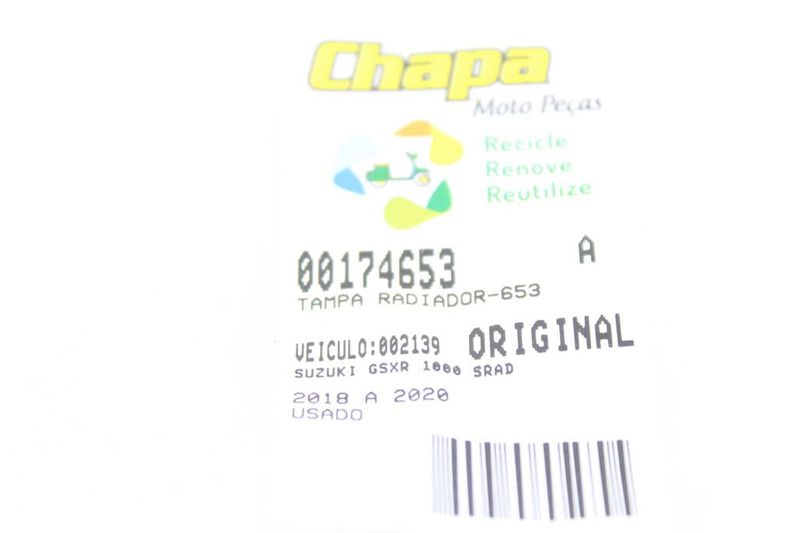 Chapa
Moto Peças
Recicle
Renove
Reutilize
00174653 A
TAMPA RADIADOR-653
VEICULO:002139 ORIGINAL
SUZUKI GSXR 1000 SRAD
2018 A 2020
USADO